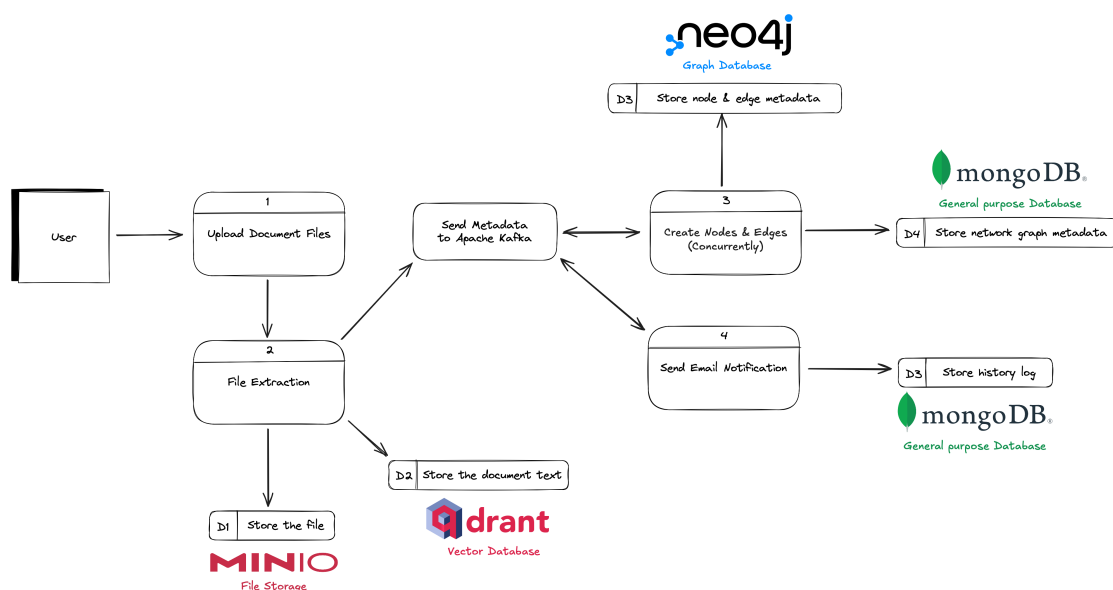 neo4j
Graph Database
D3
Store node & edge metadata
mongoDB®
General purpose Database
D4
Store network graph metadata
User
1
Upload Document Files
Send Metadata
to Apache Kafka
3
Create Nodes & Edges
(Concurrently)
2
File Extraction
4
Send Email Notification
D3
Store history log
mongoDB®
General purpose Database
D2
Store the document text
qdrant
Vector Database
D1
Store the file
MINIO
File Storage